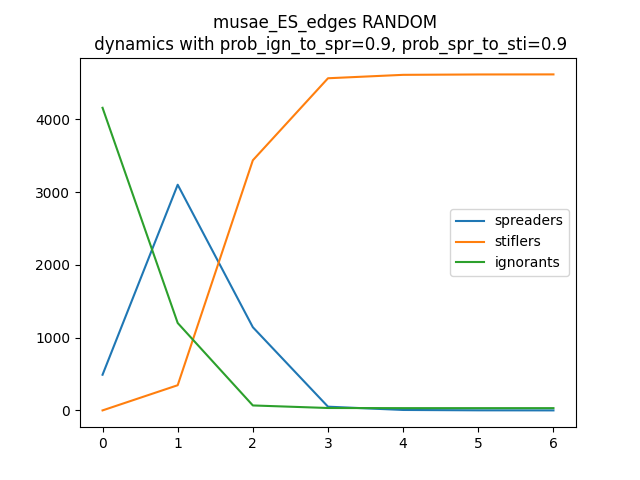 musae_ES_edges RANDOM
dynamics with prob_ign_to_spr=0.9, prob_spr_to_sti=0.9
4000
3000
2000
1000
0
spreaders
stiflers
ignorants
0 1 2 3 4 5 6